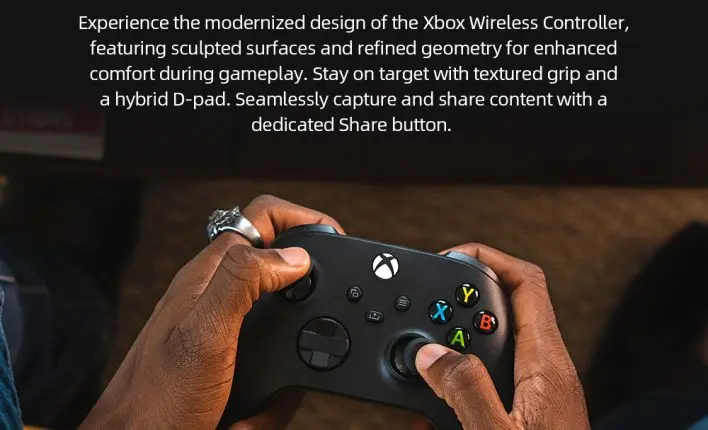 Experience the modernized design of the Xbox Wireless Controller,
featuring sculpted surfaces and refined geometry for enhanced
comfort during gameplay. Stay on target with textured grip and
a hybrid D-pad. Seamlessly capture and share content with a
dedicated Share button.
Y
X
B
A